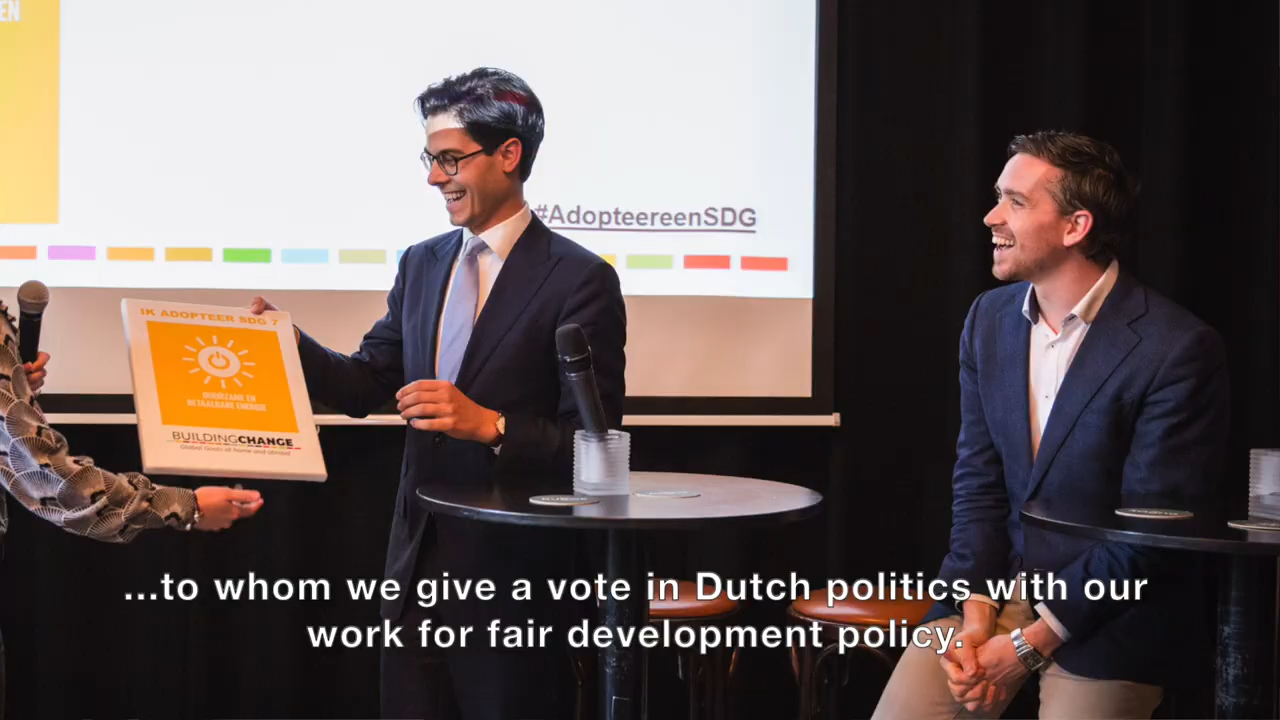 EN
#AdopteereenSDG
IK ADOPTEER SDG 7
DUURZAME EN
BETAALBARE ENERGIE
BUILDINGCHANGE
Global Goals at home and abroad
...to whom we give a vote in Dutch politics with our
work for fair development policy.